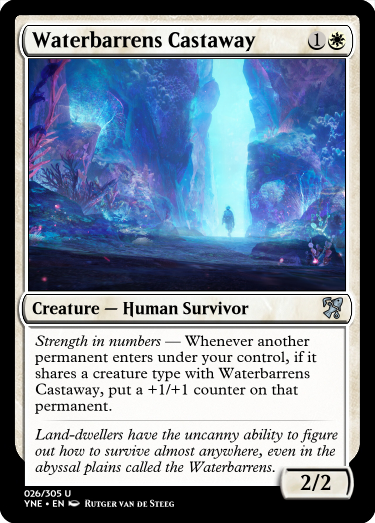 Waterbarrens Castaway 1
Creature — Human Survivor
Strength in numbers — Whenever another
permanent enters under your control, if it
shares a creature type with Waterbarrens
Castaway, put a +1/+1 counter on that
permanent.
Land-dwellers have the uncanny ability to figure
out how to survive almost anywhere, even in the
abyssal plains called the Waterbarrens.
2/2
026/305 U
YNE • EN Rutger van de Steeg